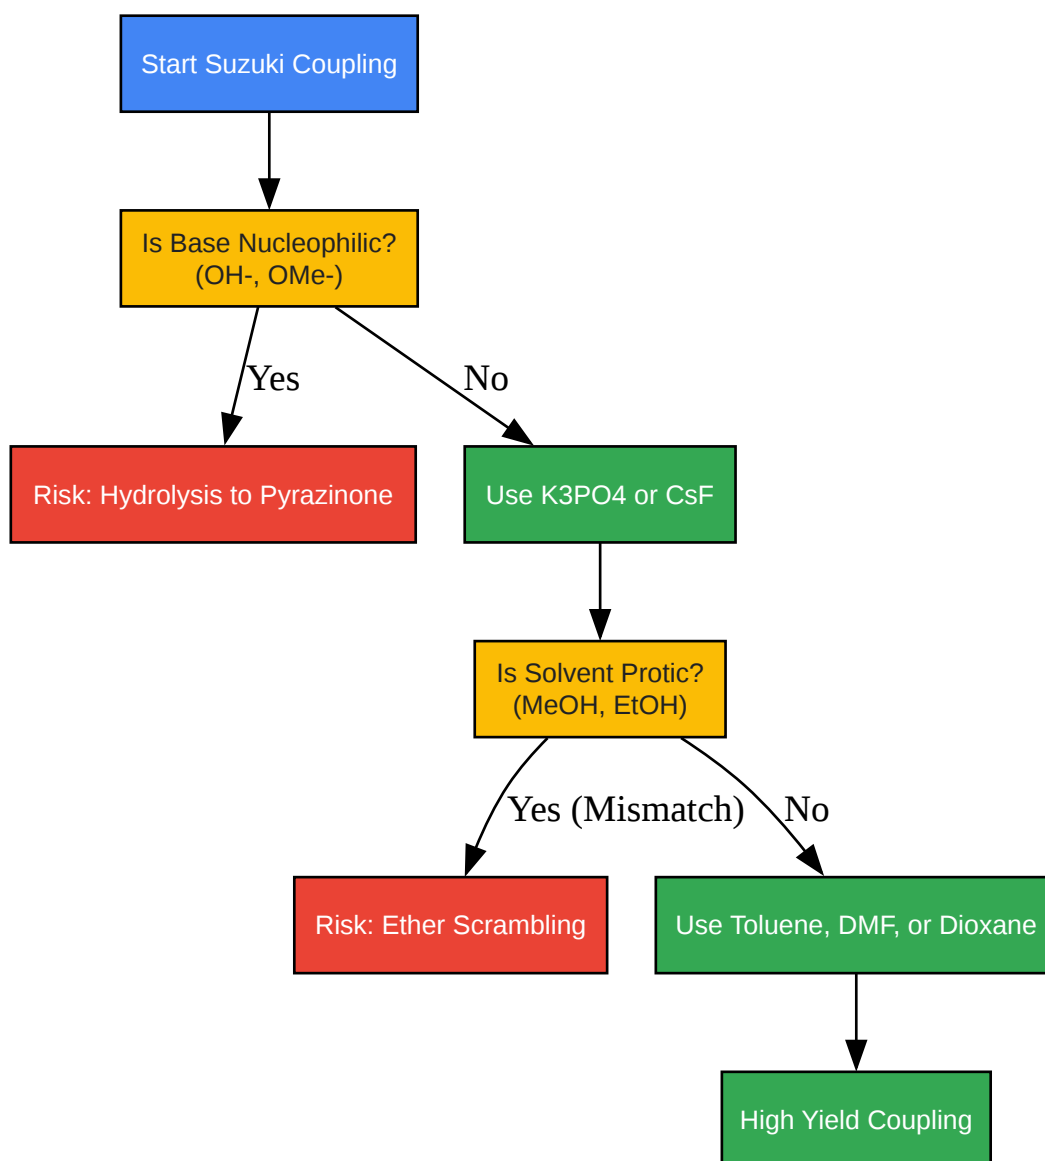 Start Suzuki Coupling
Is Base Nucleophilic?
(OH-, OMe-)
Yes
No
Risk: Hydrolysis to Pyrazinone
Use K3PO4 or CsF
Is Solvent Protic?
(MeOH, EtOH)
Yes (Mismatch)
No
Risk: Ether Scrambling
Use Toluene, DMF, or Dioxane
High Yield Coupling